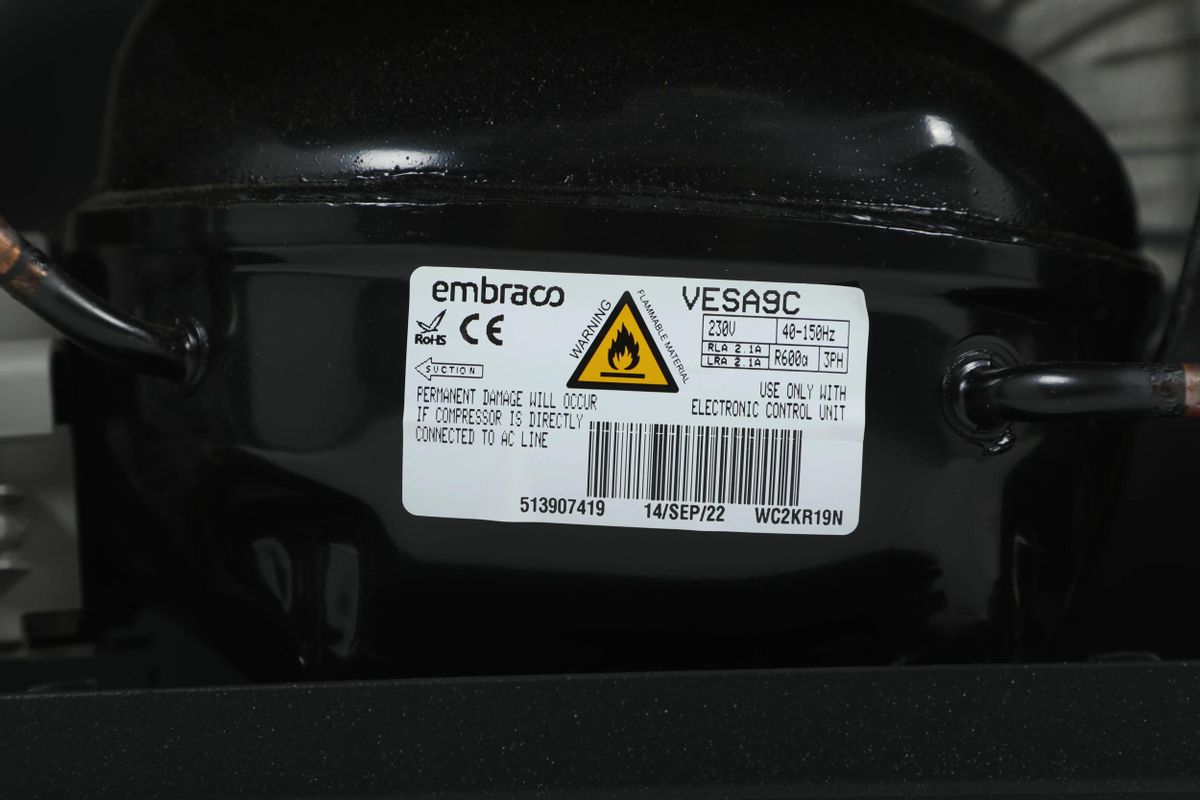 embraco
VESA9C
RoHS CE
WARNING
FLAMMABLE MATERIAL
230V 40-150Hz
RLA 2.1A
LRA 2.1A
R600a 3PH
SUCTION
USE ONLY WITH
ELECTRONIC CONTROL UNIT
PERMANENT DAMAGE WILL OCCUR
IF COMPRESSOR IS DIRECTLY
CONNECTED TO AC LINE
513907419 14/SEP/22 WC2KR19N